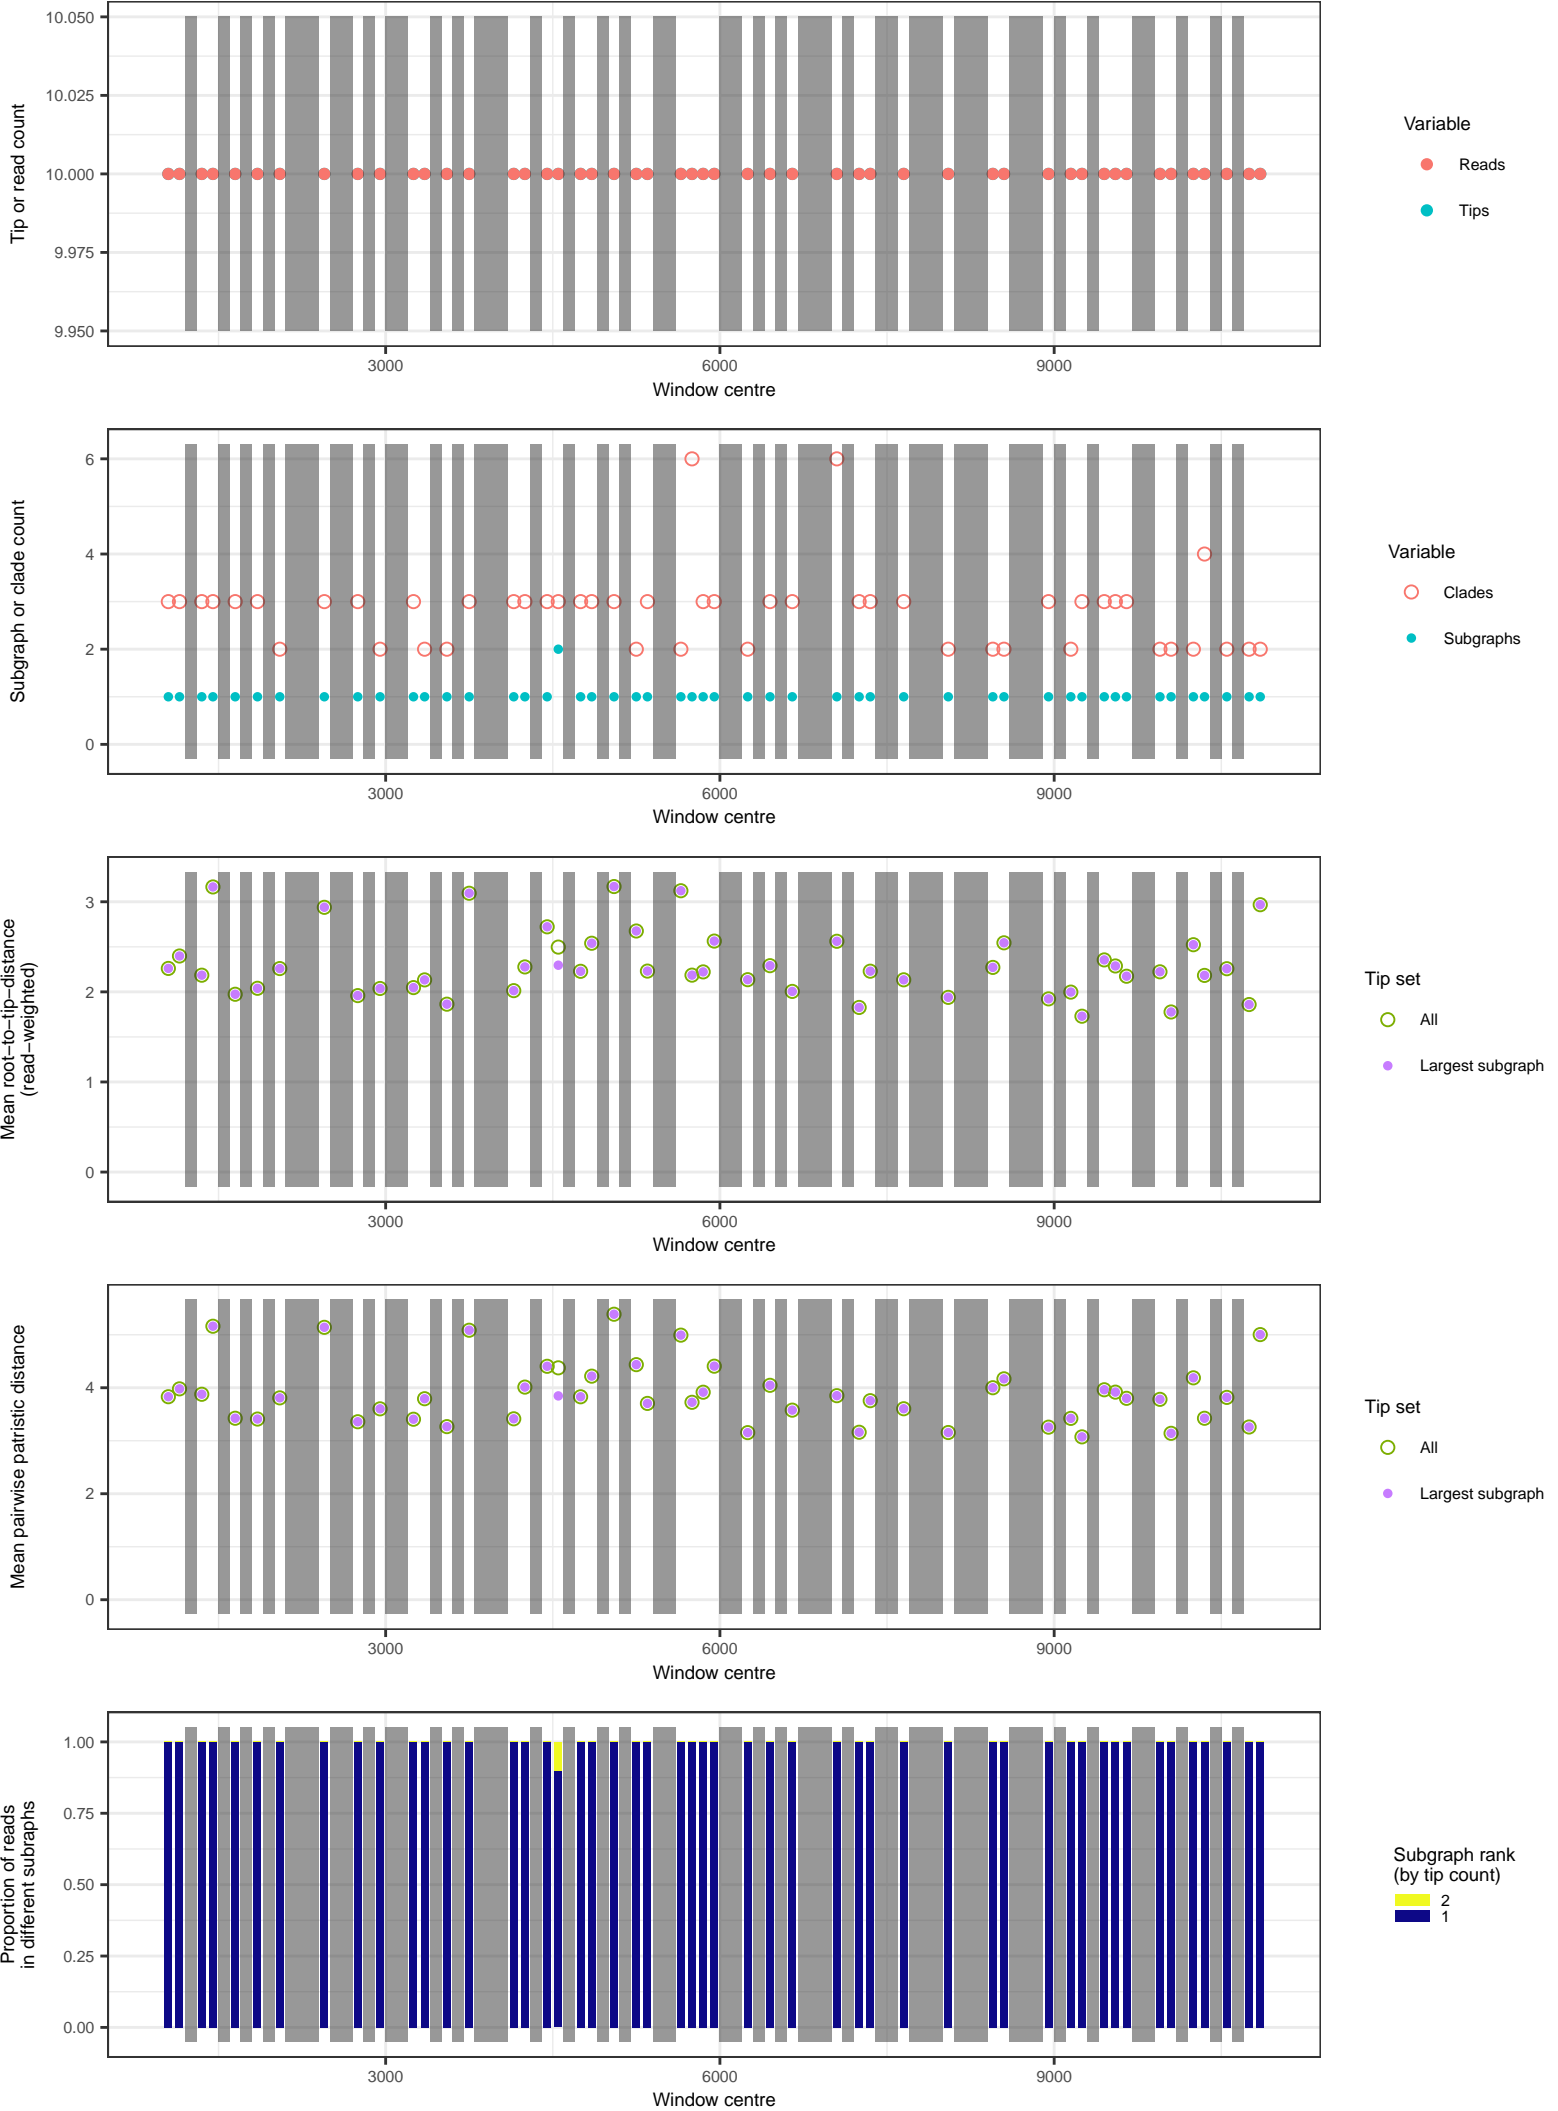 10.050
10.025
10.000
9.975
9.950
Tip or read count
3000
6000
9000
Window centre
Variable
Reads
Tips
6
4
2
0
Subgraph or clade count
3000
6000
9000
Window centre
Variable
Clades
Subgraphs
3
2
1
0
Mean root−to−tip−distance
(read−weighted)
3000
6000
9000
Window centre
Tip set
All
Largest subgraph
4
2
0
Mean pairwise patristic distance
3000
6000
9000
Window centre
Tip set
All
Largest subgraph
1.00
0.75
0.50
0.25
0.00
Proportion of reads
in different subraphs
3000
6000
9000
Window centre
Subgraph rank
(by tip count)
2
1